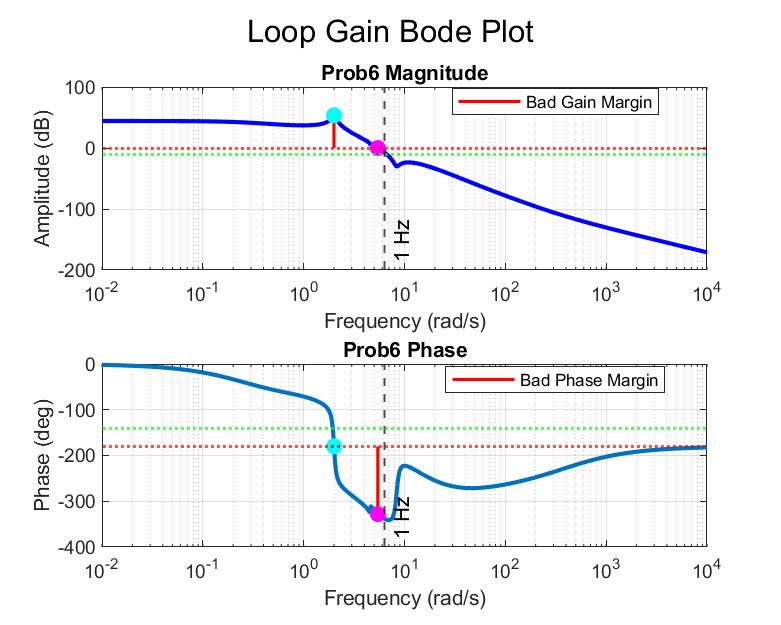 Loop Gain Bode Plot
Prob6 Magnitude
Bad Gain Margin
Amplitude (dB)
100
0
-100
-200
1 Hz
10^-2 10^-1 10^0 10^1 10^2 10^3 10^4
Frequency (rad/s)
Prob6 Phase
Bad Phase Margin
Phase (deg)
0
-100
-200
-300
-400
1 Hz
10^-2 10^-1 10^0 10^1 10^2 10^3 10^4
Frequency (rad/s)